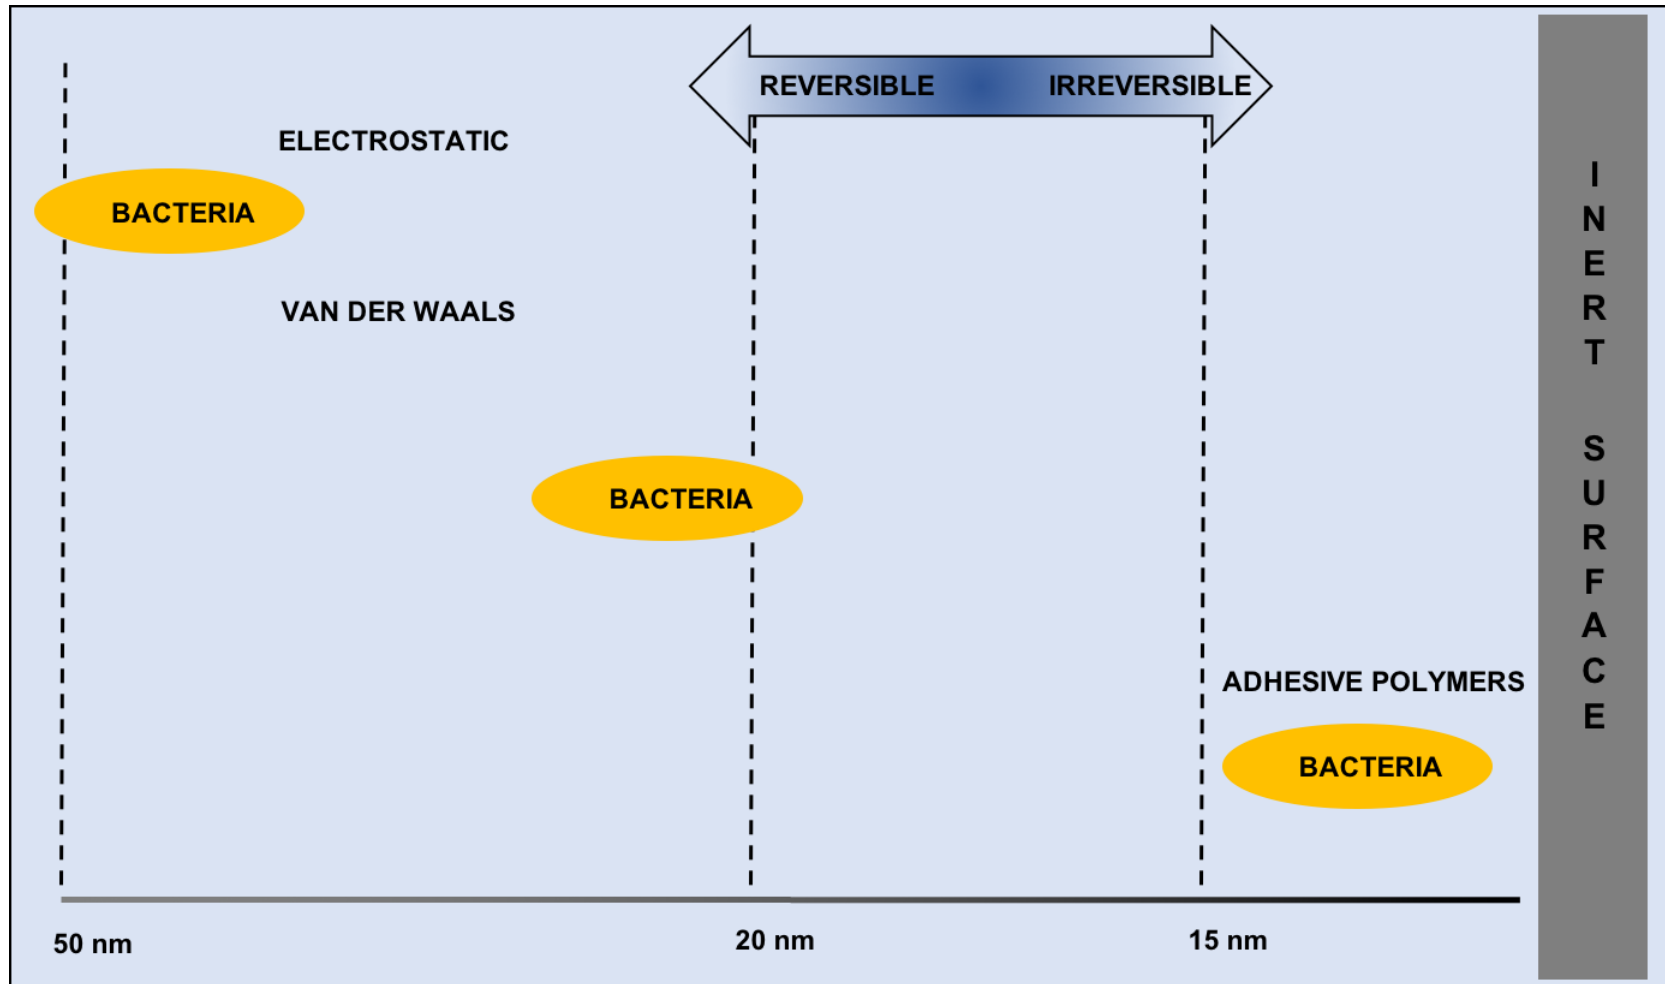 REVERSIBLE IRREVERSIBLE
ELECTROSTATIC
BACTERIA
VAN DER WAALS
BACTERIA
ADHESIVE POLYMERS
BACTERIA
50 nm 20 nm 15 nm
INERT SURFACE